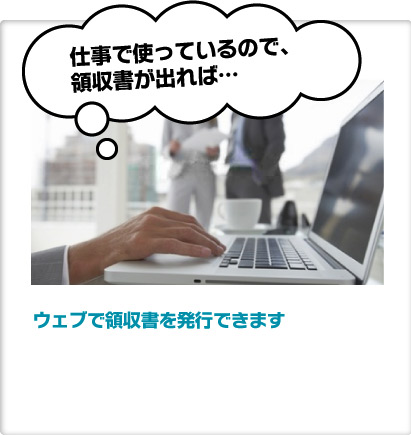 仕事で使っているので、
領収書が出れば…
ウェブで領収書を発行できます